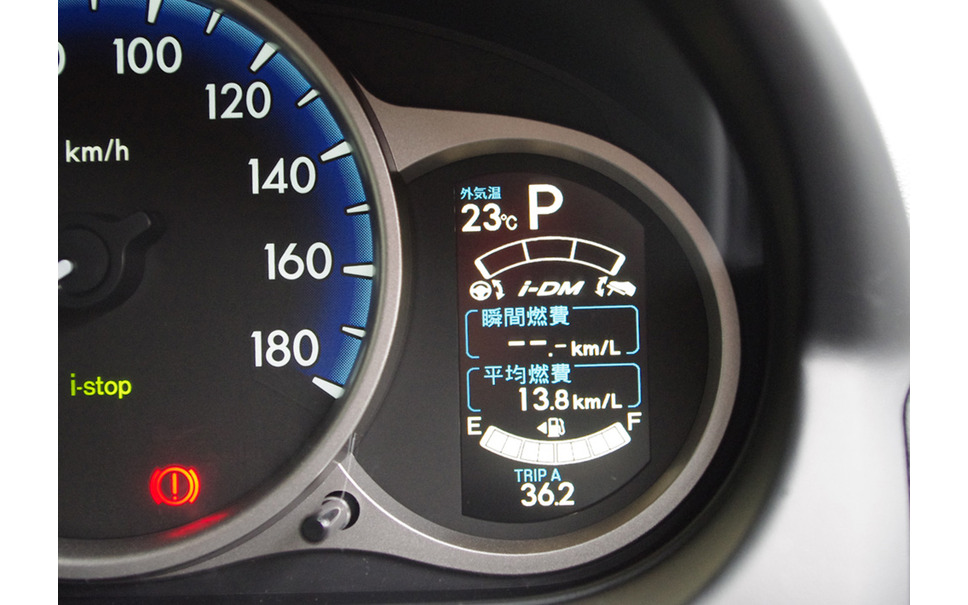 100
120
km/h
140
160
180
i-stop
外気温
23℃
P
i-DM
瞬間燃費
--.-km/L
平均燃費
13.8km/L
E F
TRIP A
36.2